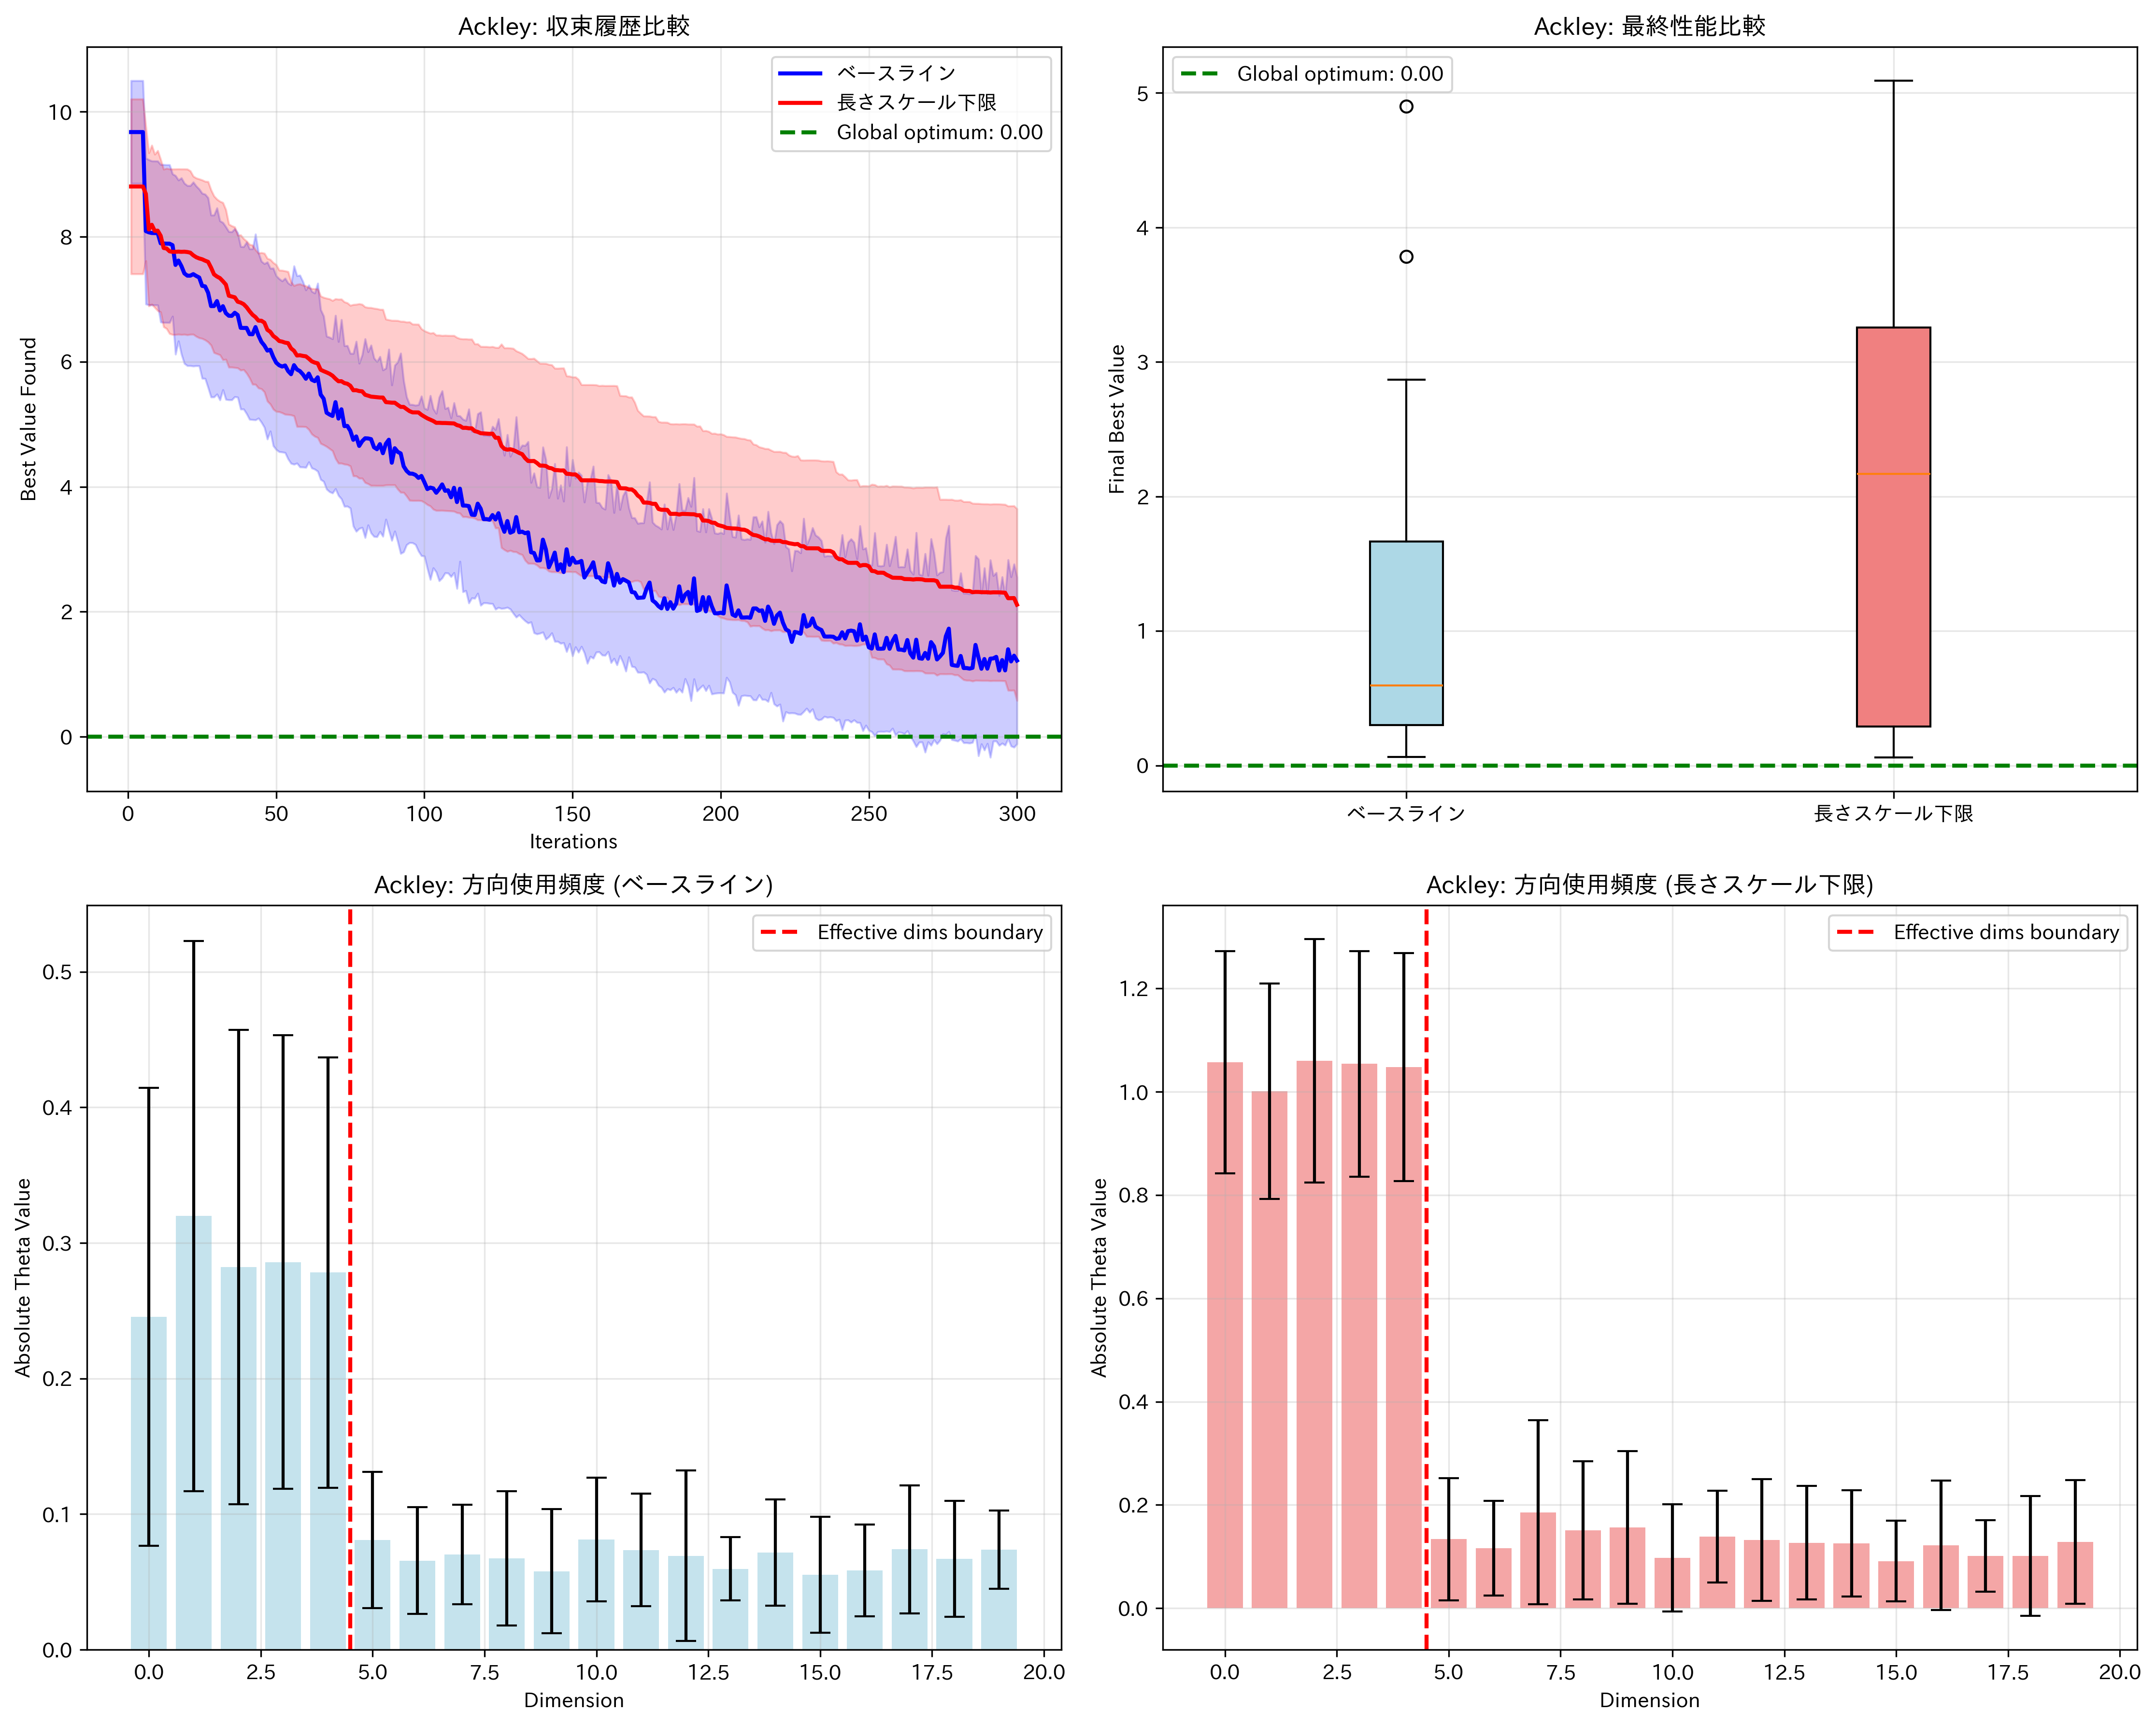 Ackley: 収束履歴比較
ベースライン
長さスケール下限
Global optimum: 0.00
Best Value Found
10
8
6
4
2
0
0 50 100 150 200 250 300
Iterations
Ackley: 最終性能比較
Global optimum: 0.00
Final Best Value
5
4
3
2
1
0
ベースライン 長さスケール下限
Ackley: 方向使用頻度 (ベースライン)
Effective dims boundary
Absolute Theta Value
0.5
0.4
0.3
0.2
0.1
0.0
0.0 2.5 5.0 7.5 10.0 12.5 15.0 17.5 20.0
Dimension
Ackley: 方向使用頻度 (長さスケール下限)
Effective dims boundary
Absolute Theta Value
1.2
1.0
0.8
0.6
0.4
0.2
0.0
0.0 2.5 5.0 7.5 10.0 12.5 15.0 17.5 20.0
Dimension